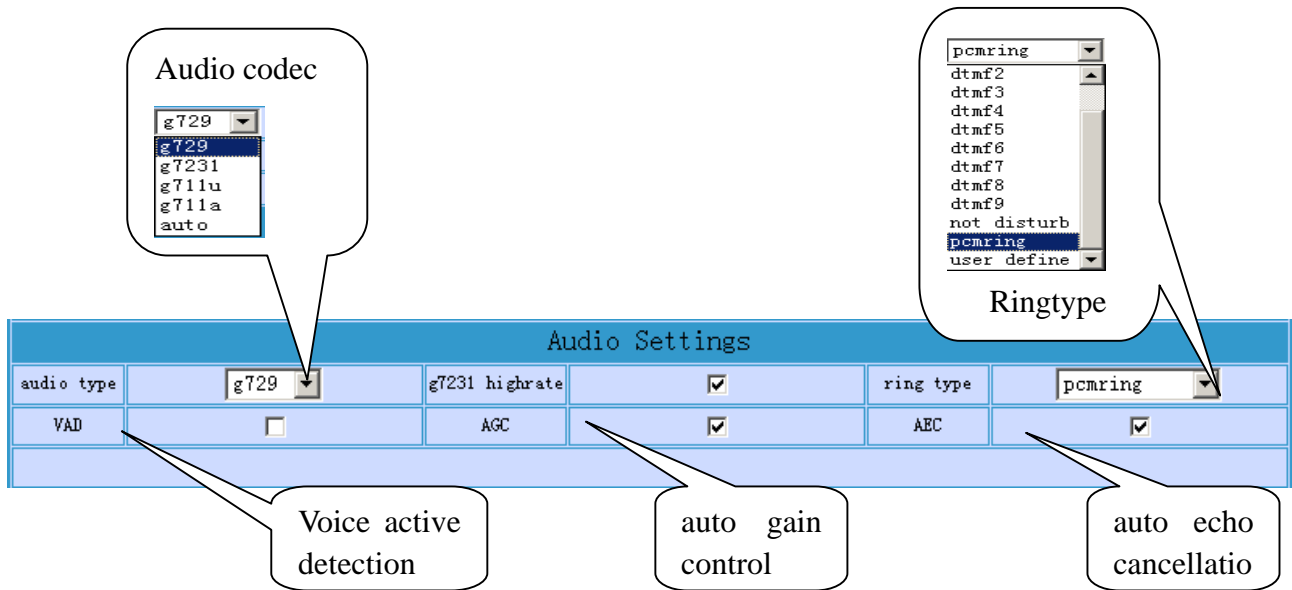 Audio codec
g729
g729
g7231
g711u
g711a
auto
pcmring
dtmf2
dtmf3
dtmf4
dtmf5
dtmf6
dtmf7
dtmf8
dtmf9
not disturb
pcmring
user define
Ringtype
Audio Settings
audio type g729 g7231 highrate ring type pcmring
VAD AGC AEC
Voice active
detection
auto gain
control
auto echo
cancellatio